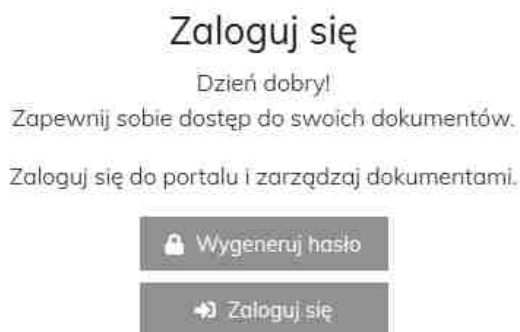 Zaloguj się
Dzień dobry!
Zapewnij sobie dostęp do swoich dokumentów.
Zaloguj się do portalu i zarządzaj dokumentami.
Wygeneruj hasło
Zaloguj się